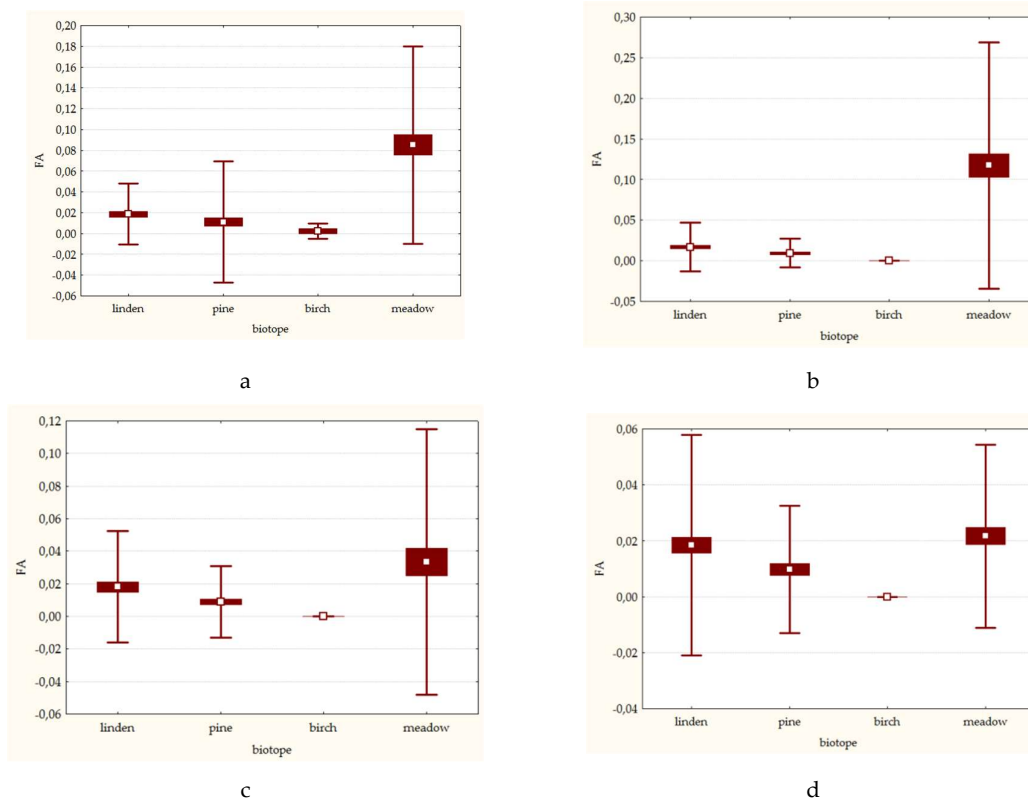 0,20
0,18
0,16
0,14
0,12
0,10
0,08
0,06
0,04
0,02
0,00
-0,02
-0,04
-0,06
FA
linden pine birch meadow
biotope
a
0,30
0,25
0,20
0,15
0,10
0,05
0,00
-0,05
FA
linden pine birch meadow
biotope
b
0,12
0,10
0,08
0,06
0,04
0,02
0,00
-0,02
-0,04
-0,06
FA
linden pine birch meadow
biotope
c
0,06
0,04
0,02
0,00
-0,02
-0,04
FA
linden pine birch meadow
biotope
d